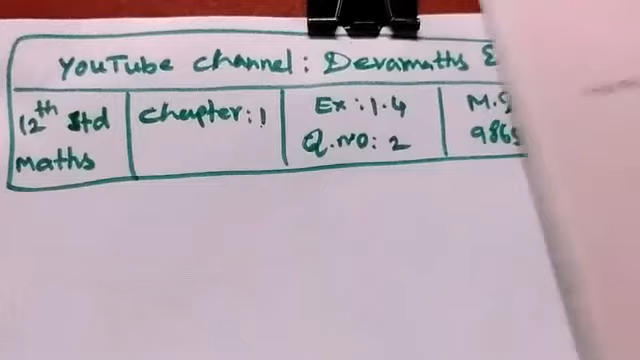 YouTube channel: Devamaths
12th std maths
Chapter: 1
Ex: 1.4
Q.NO: 2